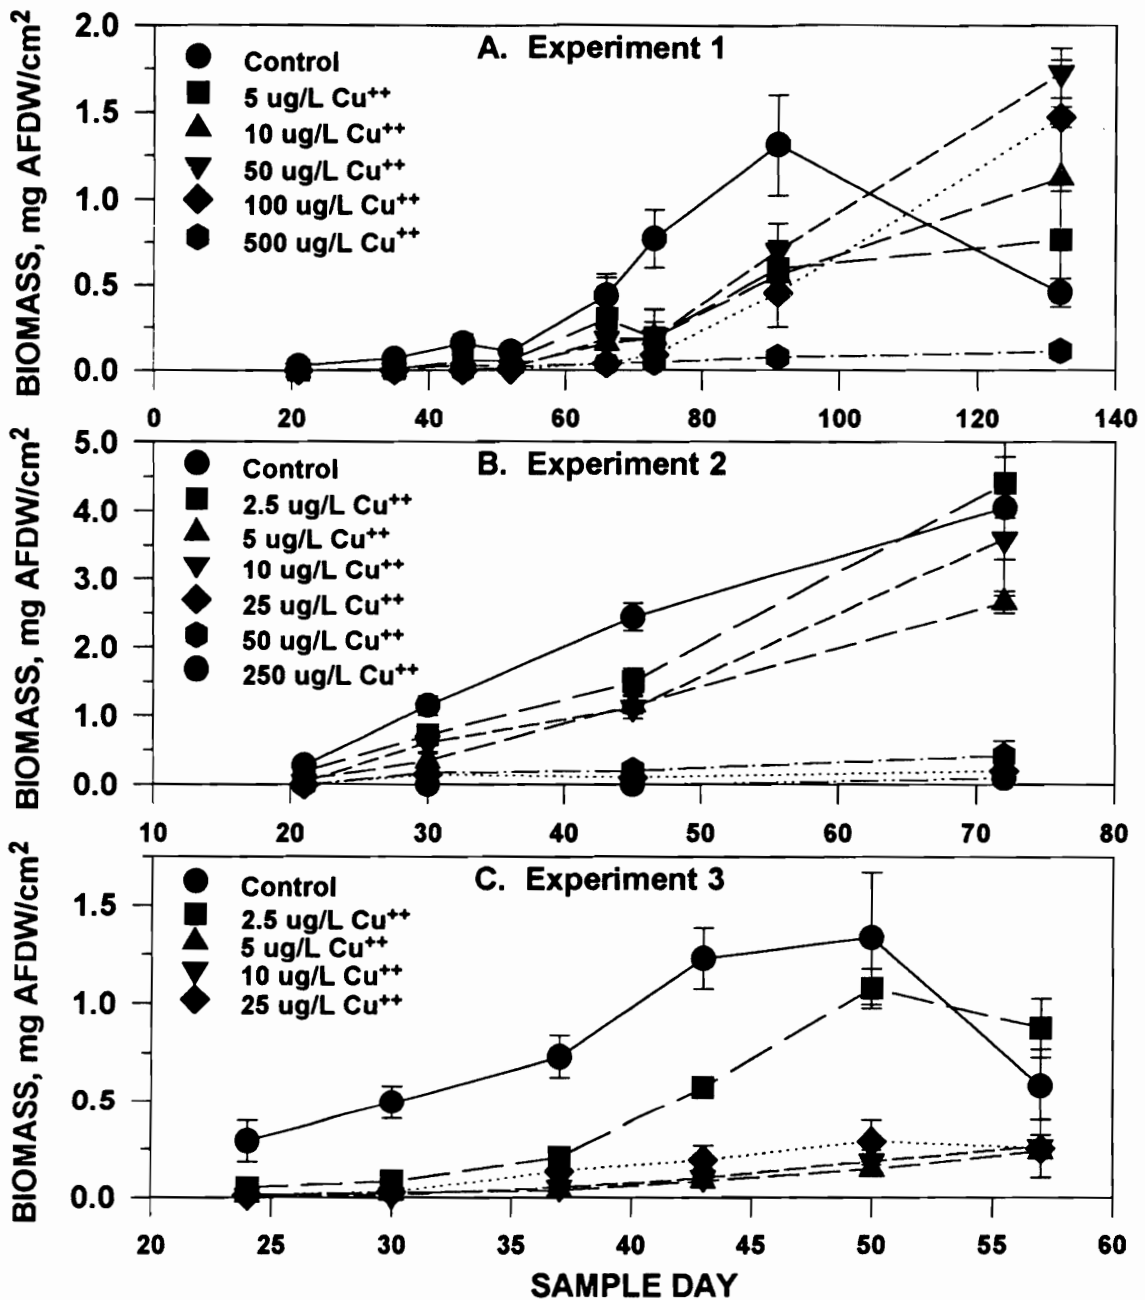 A. Experiment 1
BIOMASS, mg AFDW/cm²
2.0
1.5
1.0
0.5
0.0
Control
5 ug/L Cu⁺⁺
10 ug/L Cu⁺⁺
50 ug/L Cu⁺⁺
100 ug/L Cu⁺⁺
500 ug/L Cu⁺⁺
0 20 40 60 80 100 120 140
B. Experiment 2
BIOMASS, mg AFDW/cm²
5.0
4.0
3.0
2.0
1.0
0.0
Control
2.5 ug/L Cu⁺⁺
5 ug/L Cu⁺⁺
10 ug/L Cu⁺⁺
25 ug/L Cu⁺⁺
50 ug/L Cu⁺⁺
250 ug/L Cu⁺⁺
10 20 30 40 50 60 70 80
C. Experiment 3
BIOMASS, mg AFDW/cm²
1.5
1.0
0.5
0.0
Control
2.5 ug/L Cu⁺⁺
5 ug/L Cu⁺⁺
10 ug/L Cu⁺⁺
25 ug/L Cu⁺⁺
20 25 30 35 40 45 50 55 60
SAMPLE DAY